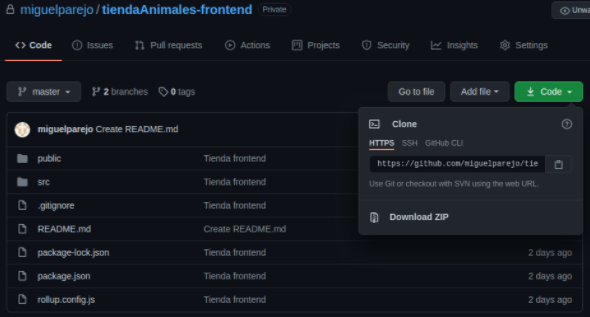 miguelparejo / tiendaAnimales-frontend Private
Code Issues Pull requests Actions Projects Security Insights Settings
master 2 branches 0 tags Go to file Add file Code
miguelparejo Create README.md
Clone
HTTPS SSH GitHub CLI
https://github.com/miguelparejo/tie
Use Git or checkout with SVN using the web URL.
Download ZIP
public Tienda frontend
src Tienda frontend
.gitignore Tienda frontend
README.md Create README.md
package-lock.json Tienda frontend 2 days ago
package.json Tienda frontend 2 days ago
rollup.config.js Tienda frontend 2 days ago